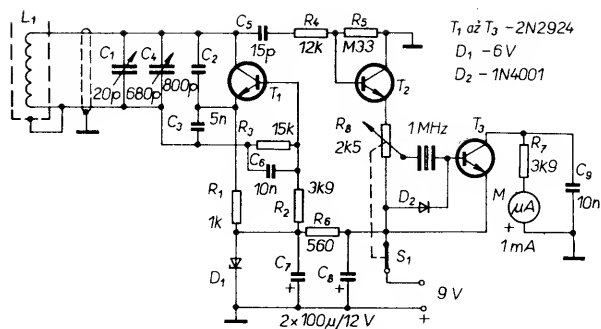 L1
C1
20p
C4
680p
C2
800p
C5
15p
R4
12k
R5
M33
T1
T2
T1 až T3 – 2N2924
D1 – 6V
D2 – 1N4001
C3
5n
R3
15k
C6
10n
R8
2k5
1MHz
T3
R7
3k9
C9
10n
R1
1k
R2
3k9
R6
560
D2
M
µA
+
1mA
D1
C7
+
C8
+
S1
9V
+
2×100µ/12V